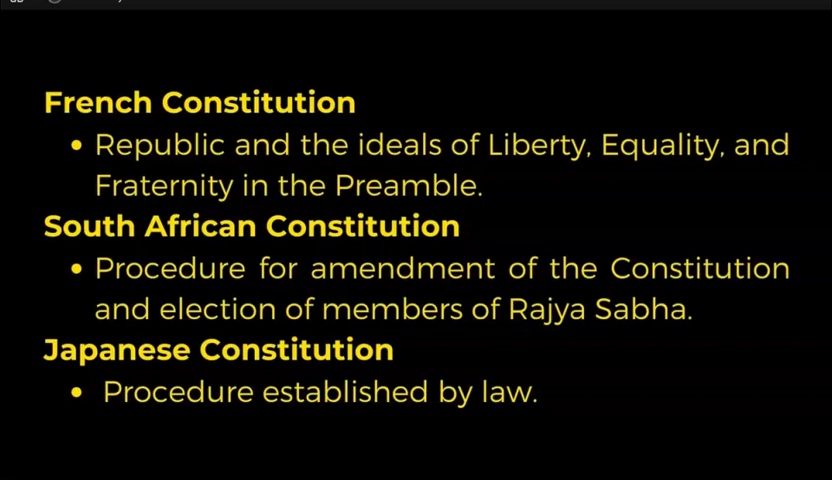 French Constitution
• Republic and the ideals of Liberty, Equality, and
Fraternity in the Preamble.
South African Constitution
• Procedure for amendment of the Constitution
and election of members of Rajya Sabha.
Japanese Constitution
• Procedure established by law.